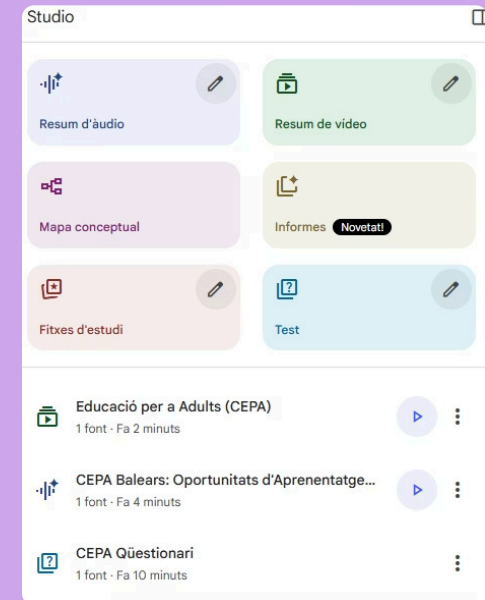 Studio
Resum d'àudio
Resum de vídeo
Mapa conceptual
Informes Novetat!
Fitxes d'estudi
Test
Educació per a Adults (CEPA)
1 font · Fa 2 minuts
CEPA Balears: Oportunitats d'Aprenentatge...
1 font · Fa 4 minuts
CEPA Qüestionari
1 font · Fa 10 minuts